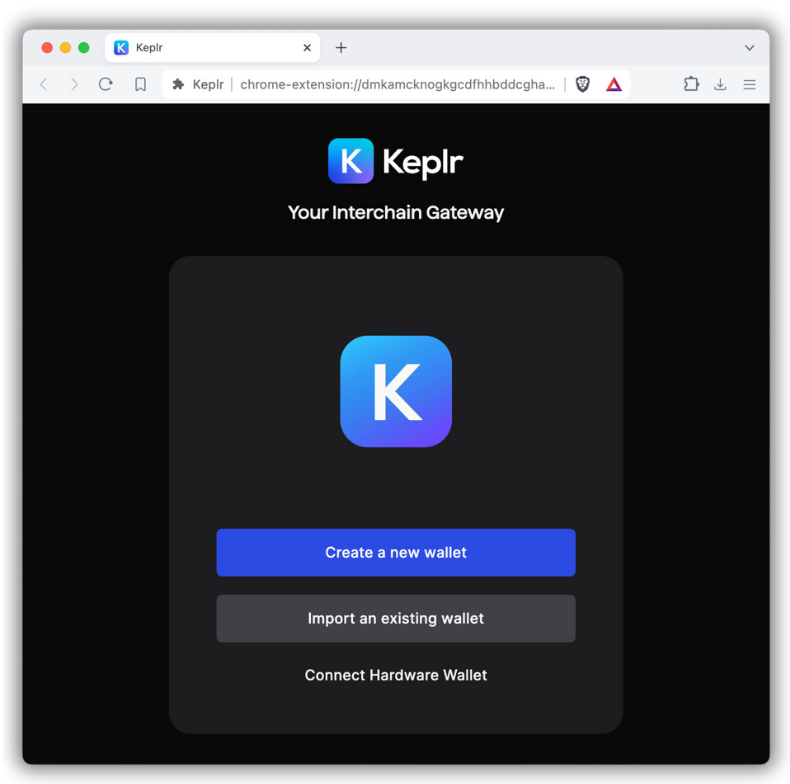 K Keplr
Keplr | chrome-extension://dmkamcknogkgcdfhhbddcgha...
K Keplr
Your Interchain Gateway
K
Create a new wallet
Import an existing wallet
Connect Hardware Wallet